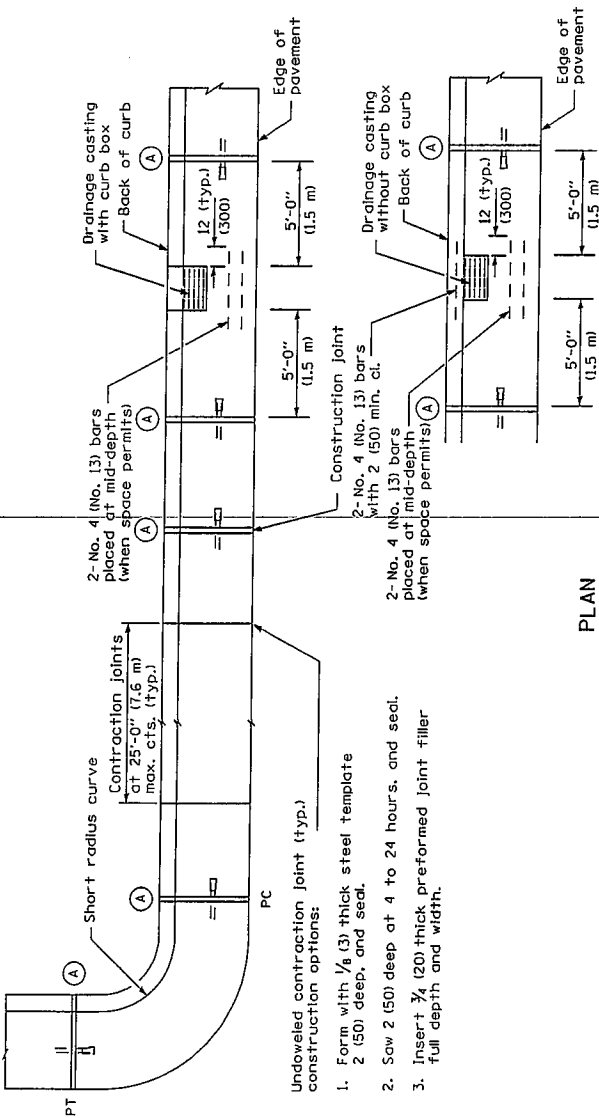 PT
A
Short radius curve
A
PC
Contraction joints
at 25'-0" (7.6 m)
max. cts. (typ.)
Undoweled contraction joint (typ.)
construction options:
1. Form with 1/8 (3) thick steel template
2 (50) deep, and seal.
2. Saw 2 (50) deep at 4 to 24 hours, and seal.
3. Insert 3/4 (20) thick preformed joint filler
full depth and width.
2- No. 4 (No. 13) bars
placed at mid-depth
(when space permits)
A
A
Construction joint
Drainage casting
with curb box
Back of curb
A
12 (typ.)
(300)
5'-0"
(1.5 m)
5'-0"
(1.5 m)
Edge of
pavement
2- No. 4 (No. 13) bars
with 2 (50) min. cl.
2- No. 4 (No. 13) bars
placed at mid-depth
(when space permits)
A
Drainage casting
without curb box
Back of curb
A
12 (typ.)
(300)
5'-0"
(1.5 m)
5'-0"
(1.5 m)
Edge of
pavement
PLAN